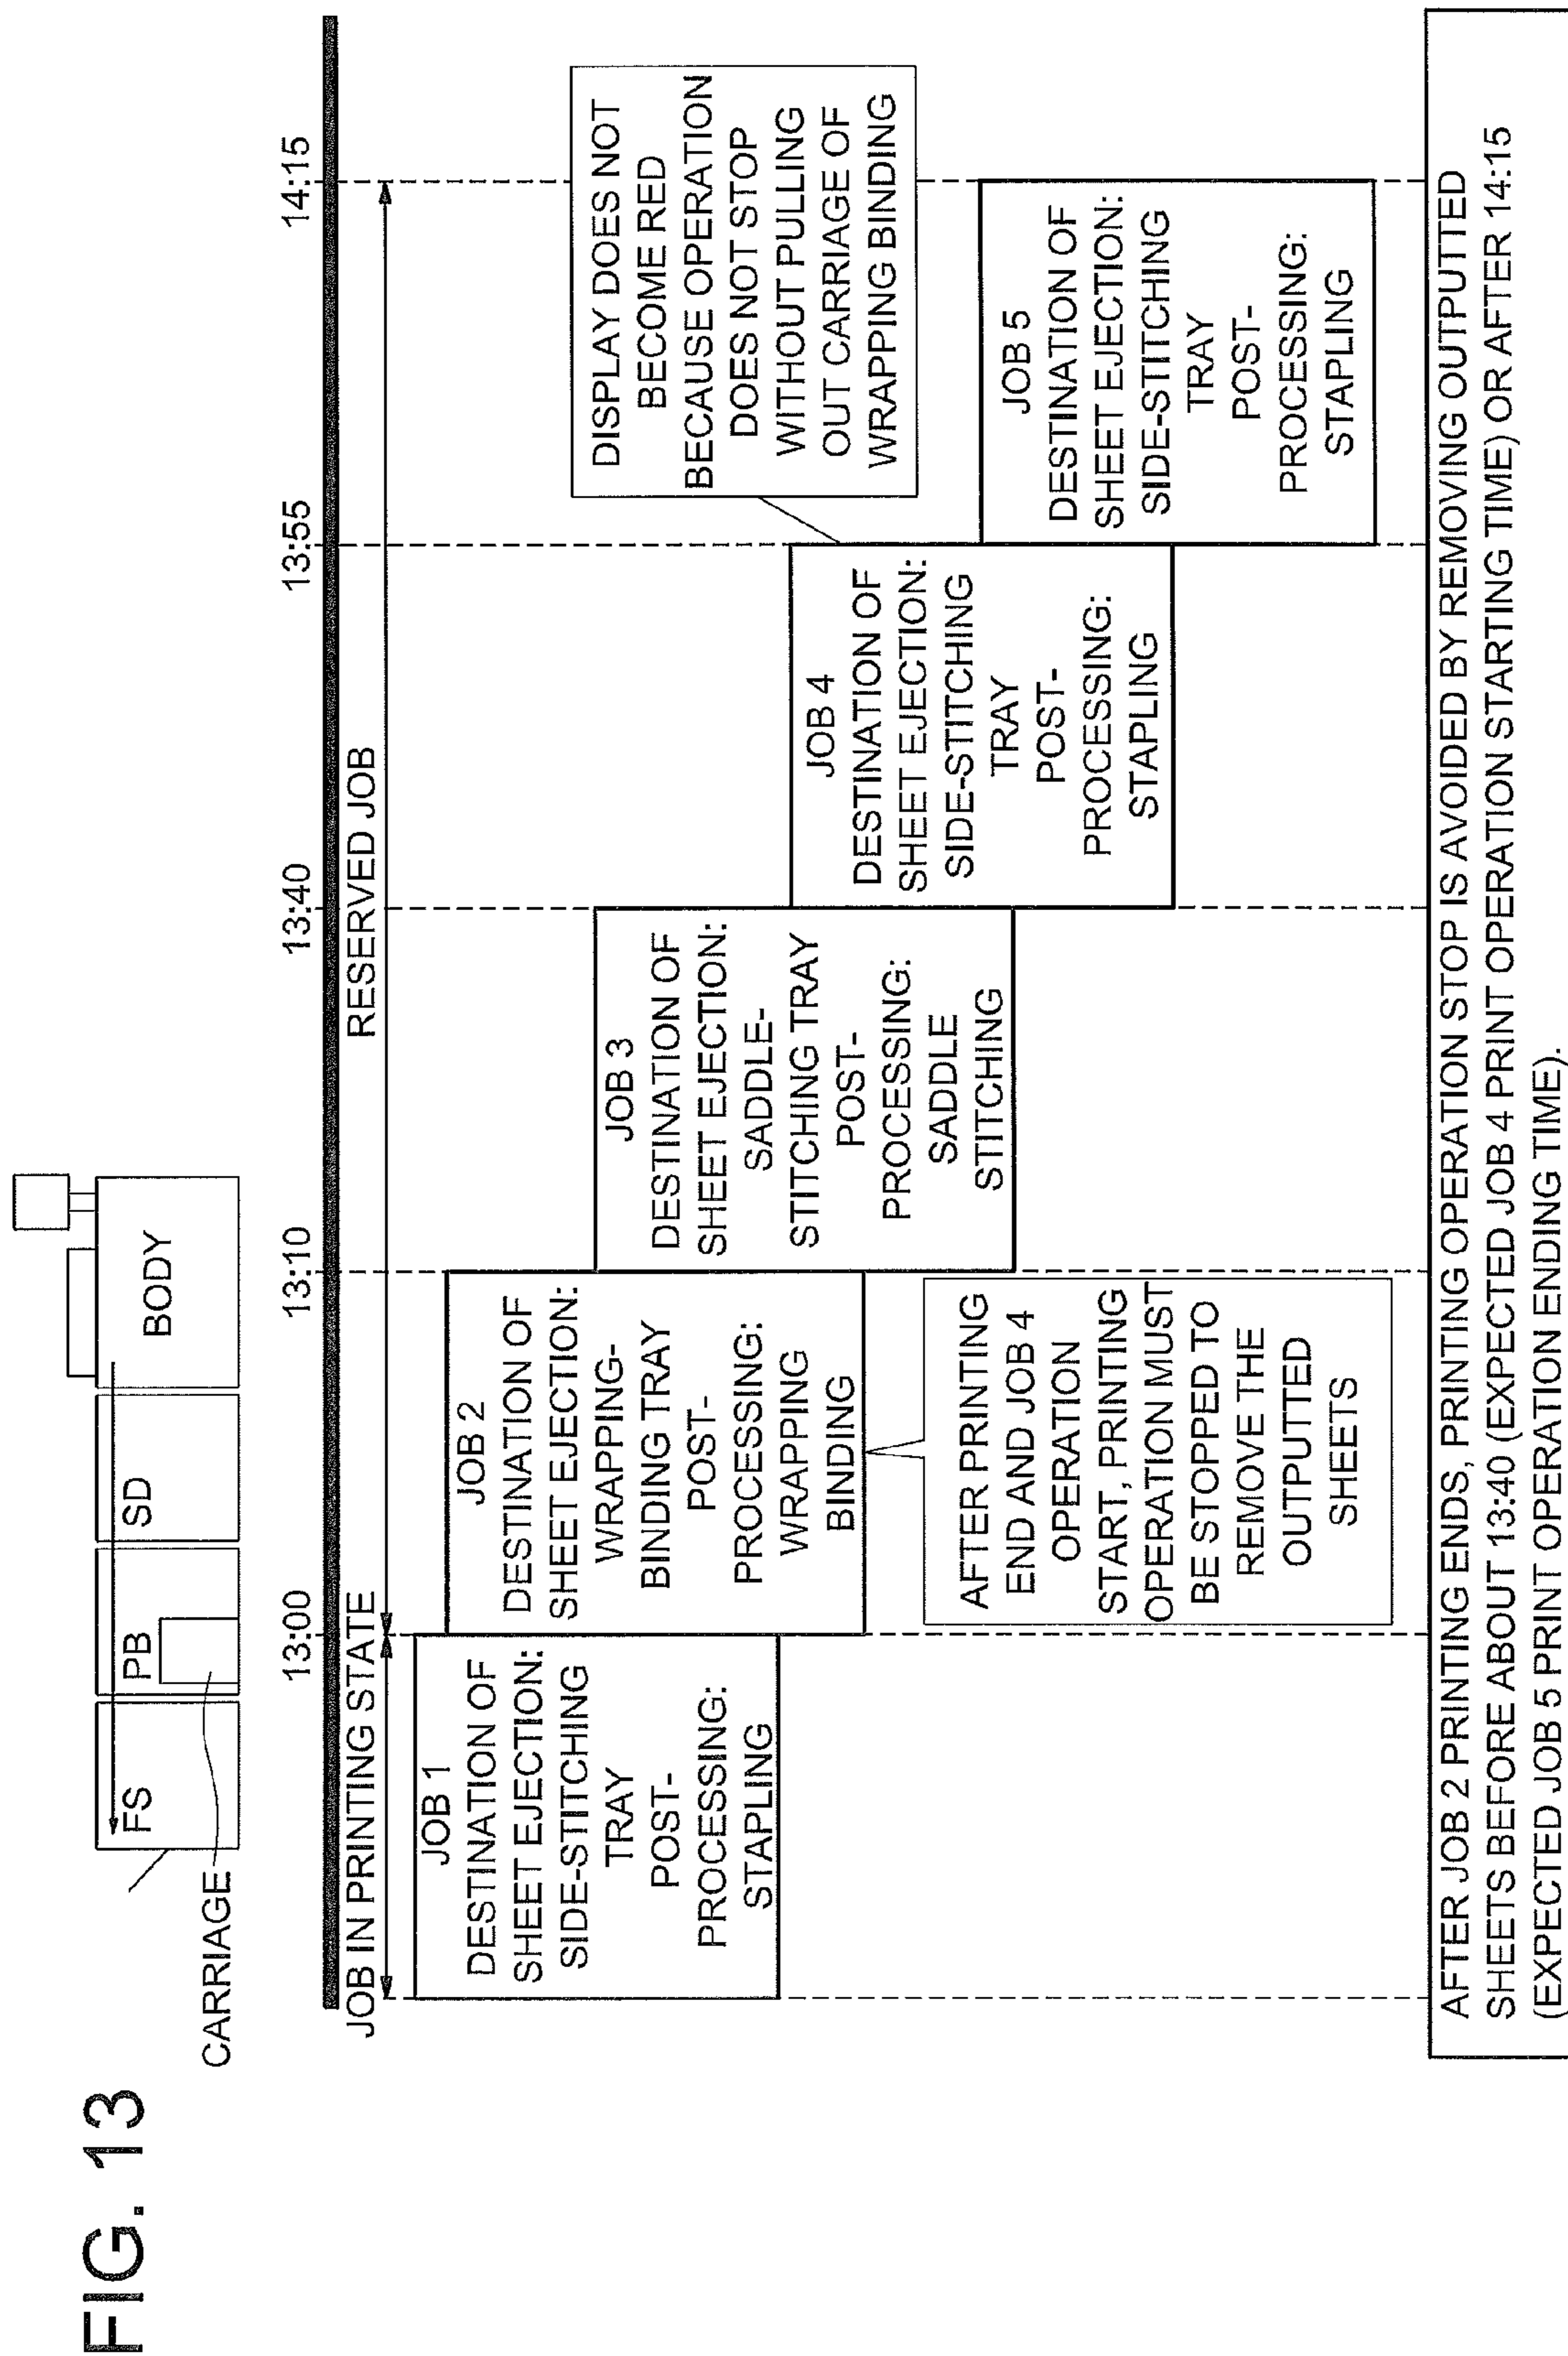 FIG. 13
BODY
SD
PB
FS
CARRIAGE
13:00
13:10
13:40
13:55
14:15
JOB IN PRINTING STATE
RESERVED JOB
JOB 1
DESTINATION OF
SHEET EJECTION:
SIDE-STITCHING
TRAY
POST-
PROCESSING:
STAPLING
JOB 2
DESTINATION OF
SHEET EJECTION:
WRAPPING-
BINDING TRAY
POST-
PROCESSING:
WRAPPING
BINDING
AFTER PRINTING
END AND JOB 4
OPERATION
START, PRINTING
OPERATION MUST
BE STOPPED TO
REMOVE THE
OUTPUTTED
SHEETS
JOB 3
DESTINATION OF
SHEET EJECTION:
SADDLE-
STITCHING TRAY
POST-
PROCESSING:
SADDLE
STITCHING
JOB 4
DESTINATION OF
SHEET EJECTION:
SIDE-STITCHING
TRAY
POST-
PROCESSING:
STAPLING
DISPLAY DOES NOT
BECOME RED
BECAUSE OPERATION
DOES NOT STOP
WITHOUT PULLING
OUT CARRIAGE OF
WRAPPING BINDING
JOB 5
DESTINATION OF
SHEET EJECTION:
SIDE-STITCHING
TRAY
POST-
PROCESSING:
STAPLING
AFTER JOB 2 PRINTING ENDS, PRINTING OPERATION STOP IS AVOIDED BY REMOVING OUTPUTTED
SHEETS BEFORE ABOUT 13:40 (EXPECTED JOB 4 PRINT OPERATION STARTING TIME) OR AFTER 14:15
(EXPECTED JOB 5 PRINT OPERATION ENDING TIME).